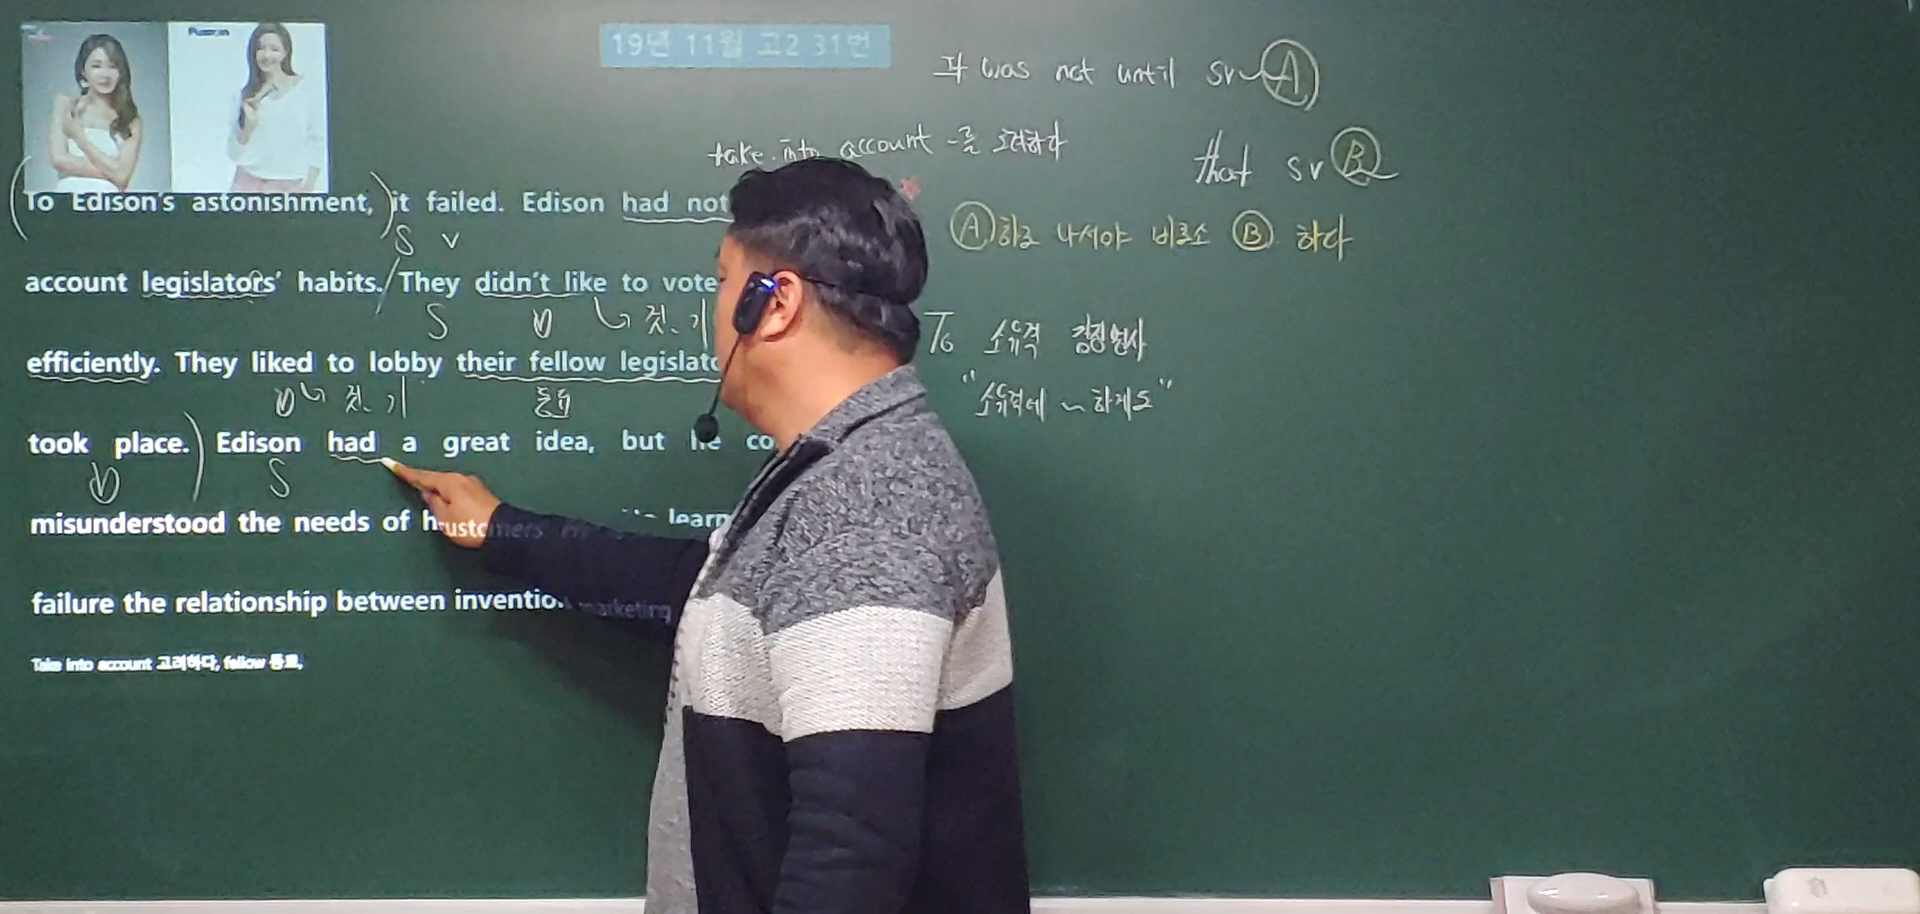 19년 11월 고2 31번
It was not until sv A
take into account ~를 고려하다
that sv B
To Edison's astonishment, it failed. Edison had not
S V
A 하고 나서야 비로소 B 하다
account legislators' habits. They didn't like to vote
S V 것, 기
To 소유격 감정명사
efficiently. They liked to lobby their fellow legislat
"소유격에 ~하게도"
V 것, 기 동료
took place. Edison had a great idea, but he co
V S
misunderstood the needs of h customers learn
failure the relationship between invention marketing
Take into account 고려하다, fellow 동료,